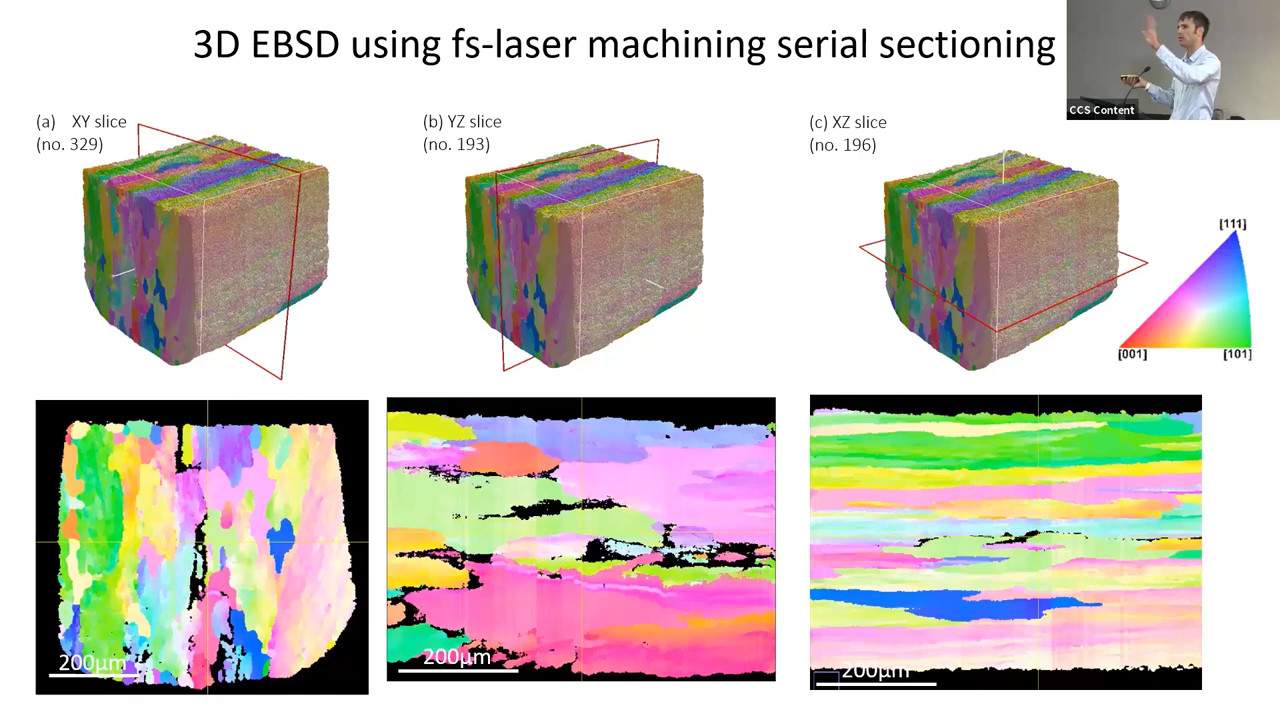 3D EBSD using fs-laser machining serial sectioning
CCS Content
(a) XY slice
(no. 329)
(b) YZ slice
(no. 193)
(c) XZ slice
(no. 196)
[111]
[001]
[101]
200μm
200μm
200μm